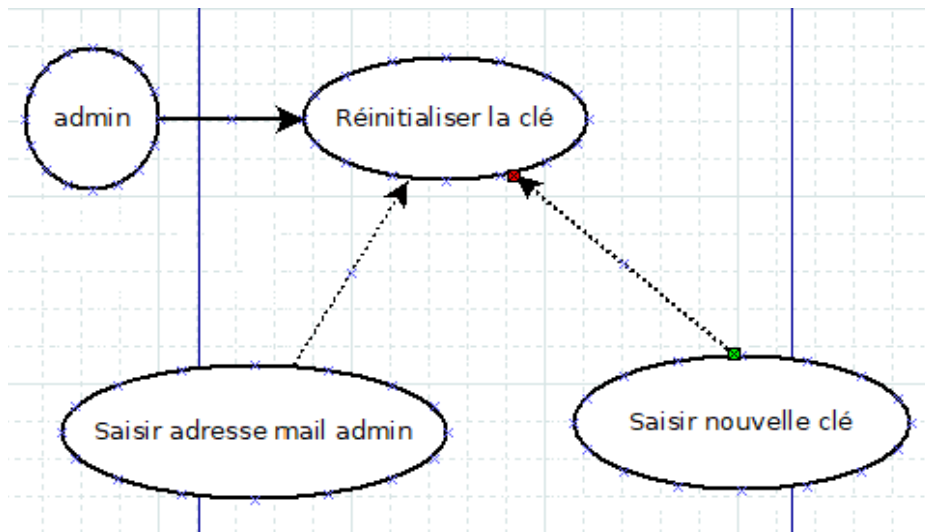 admin
Réinitialiser la clé
Saisir adresse mail admin
Saisir nouvelle clé